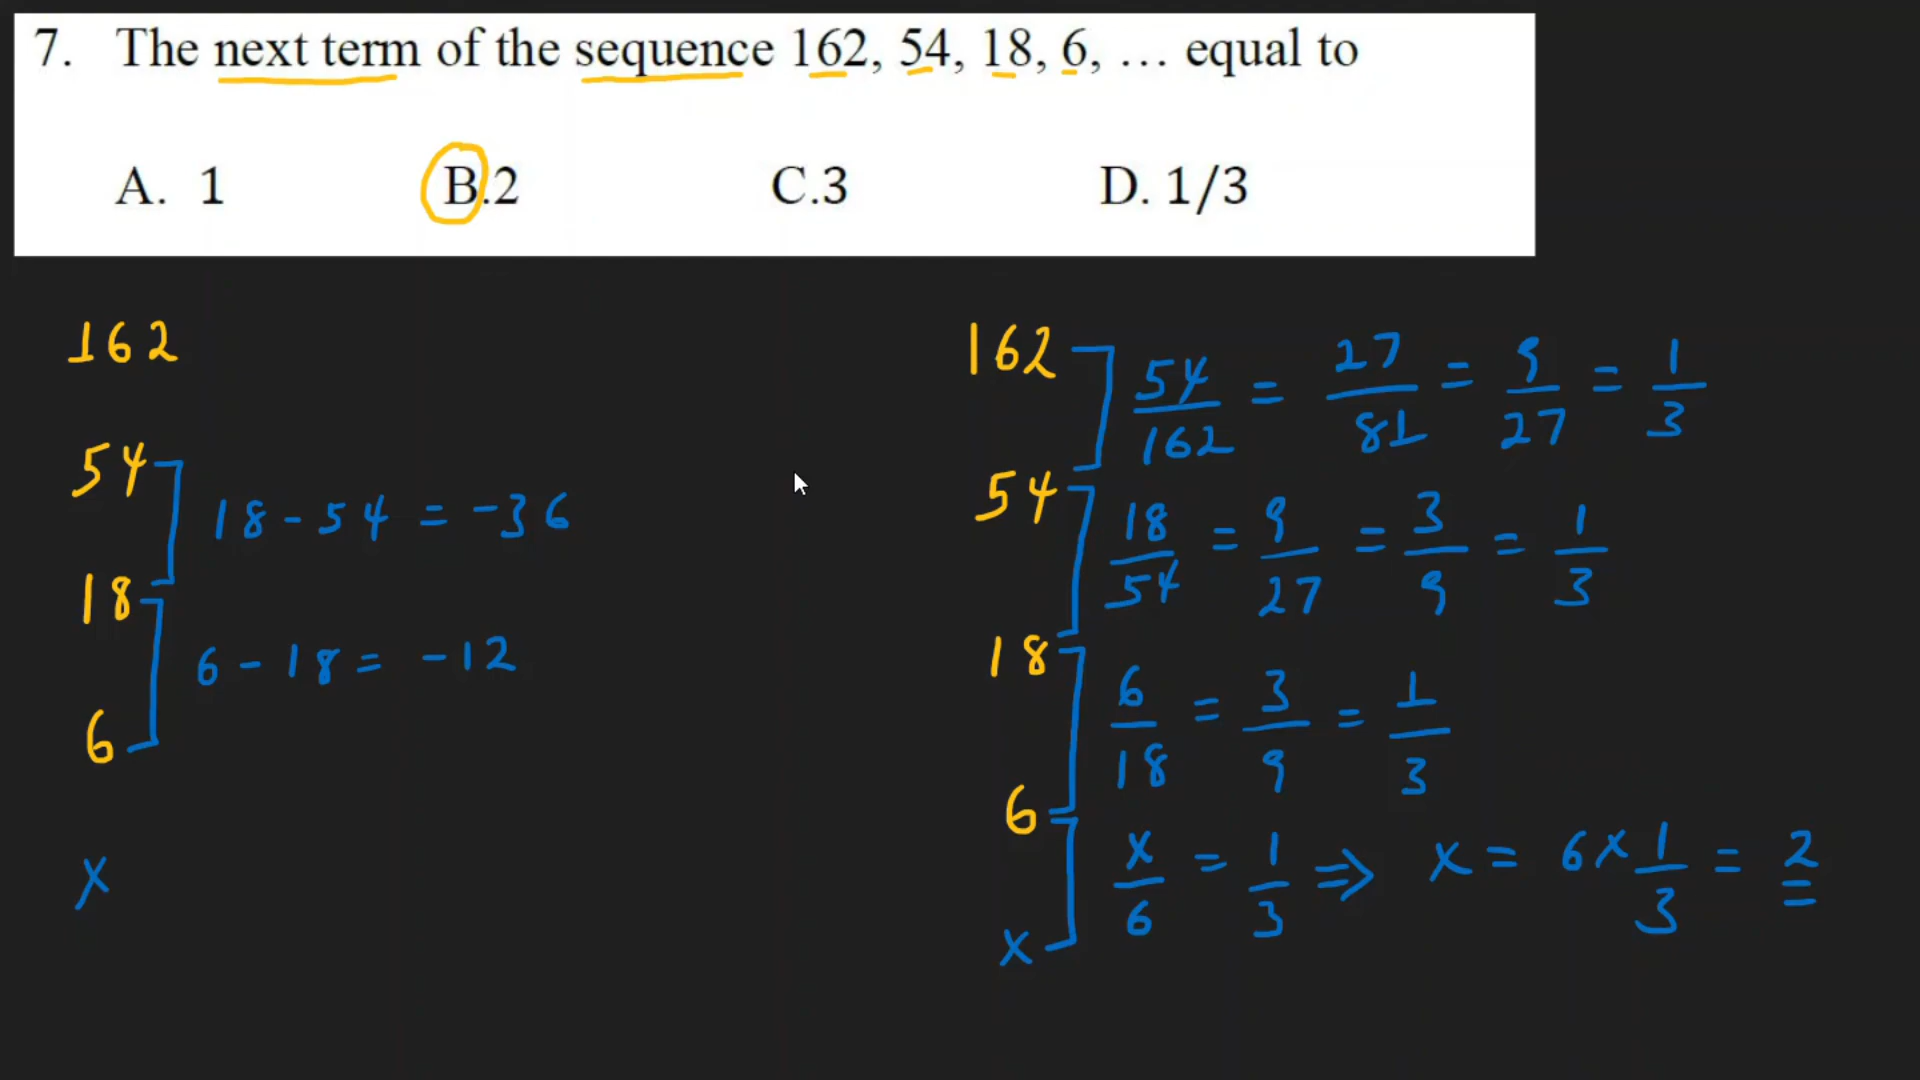 7. The next term of the sequence 162, 54, 18, 6, … equal to
A. 1 B.2 C.3 D. 1/3
162
54
18 - 54 = -36
18
6 - 18 = -12
6
x
162
54/162 = 27/81 = 9/27 = 1/3
54
18/54 = 9/27 = 3/9 = 1/3
18
6/18 = 3/9 = 1/3
6
x/6 = 1/3 ⇒ x = 6 x 1/3 = 2
x